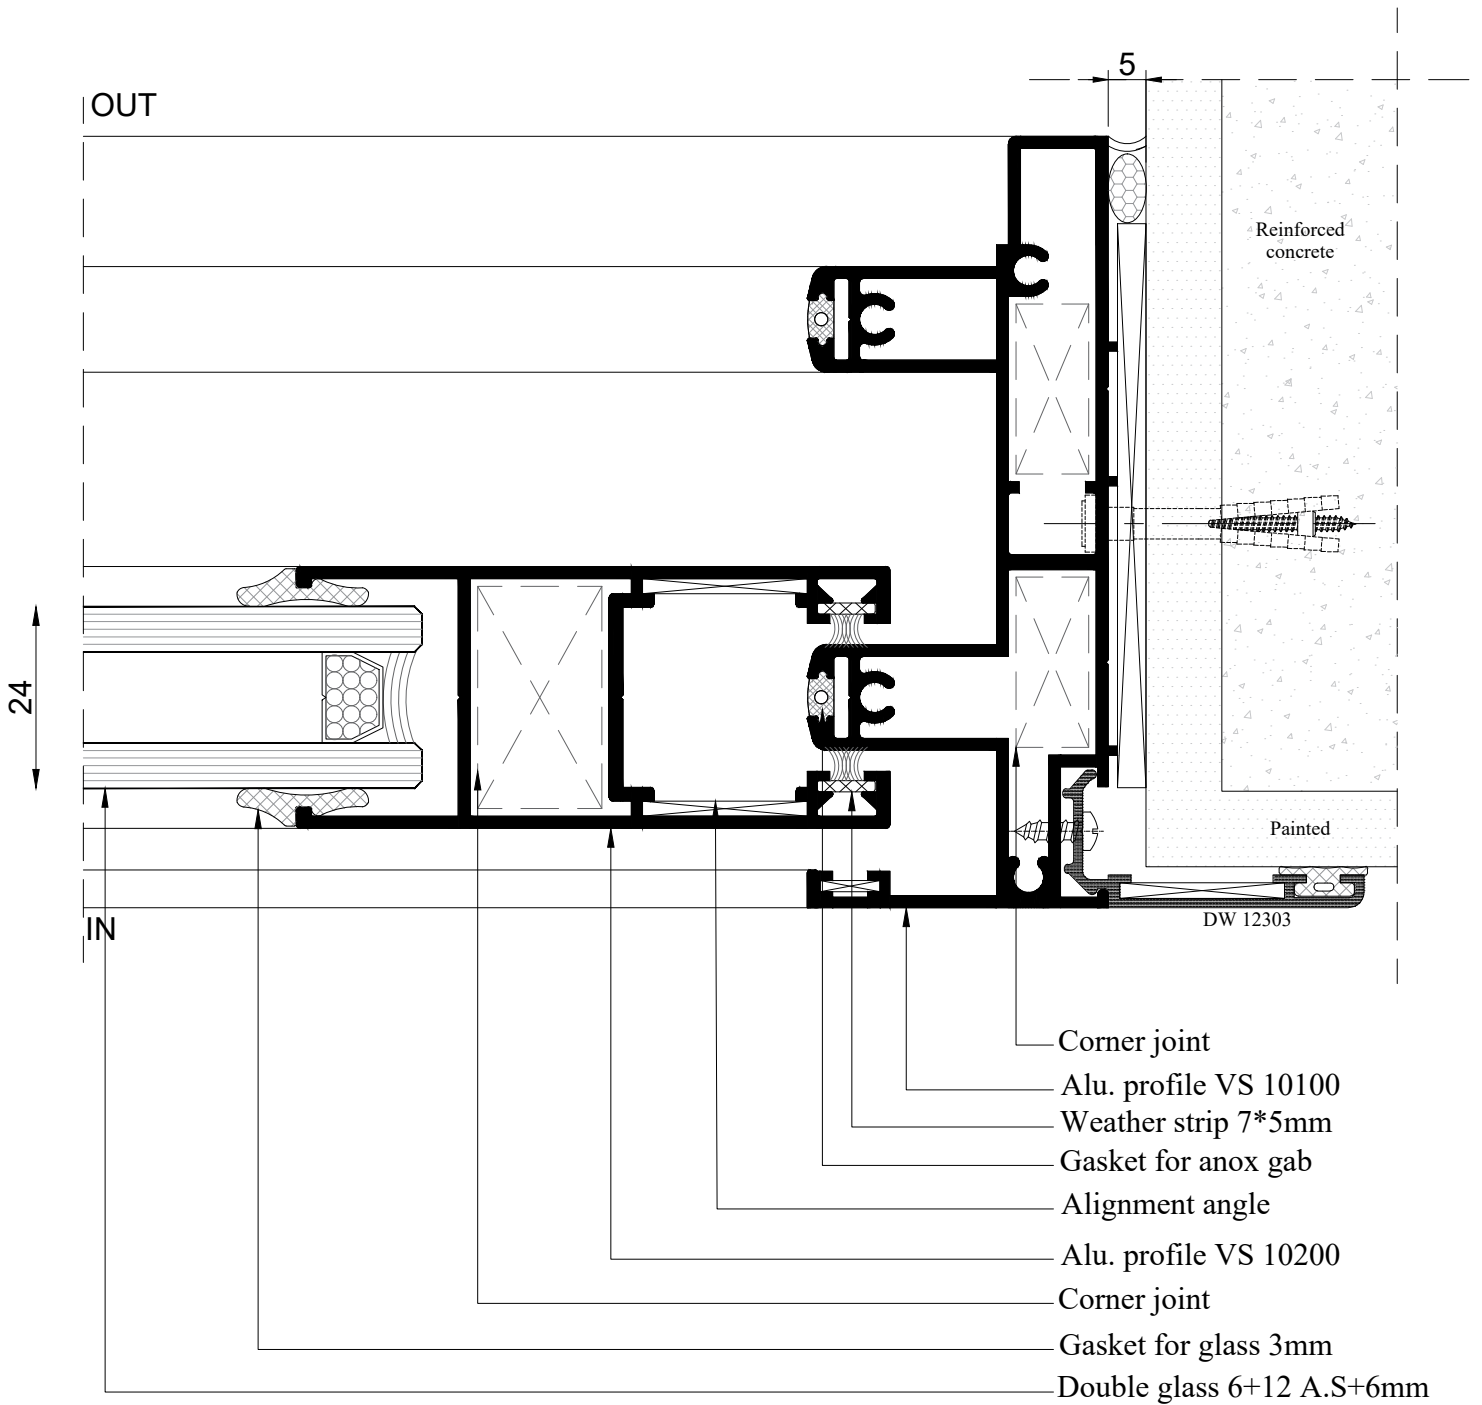 5
OUT
Reinforced
concrete
24
Painted
DW 12303
IN
Corner joint
Alu. profile VS 10100
Weather strip 7*5mm
Gasket for anox gab
Alignment angle
Alu. profile VS 10200
Corner joint
Gasket for glass 3mm
Double glass 6+12 A.S+6mm